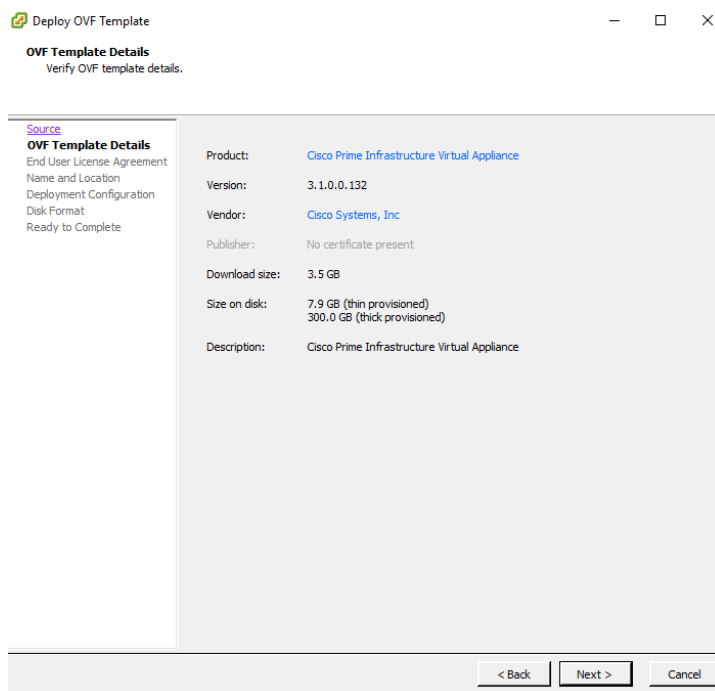 Deploy OVF Template
OVF Template Details
Verify OVF template details.
Source
OVF Template Details
End User License Agreement
Name and Location
Deployment Configuration
Disk Format
Ready to Complete
Product: Cisco Prime Infrastructure Virtual Appliance
Version: 3.1.0.0.132
Vendor: Cisco Systems, Inc
Publisher: No certificate present
Download size: 3.5 GB
Size on disk: 7.9 GB (thin provisioned)
300.0 GB (thick provisioned)
Description: Cisco Prime Infrastructure Virtual Appliance
< Back Next > Cancel